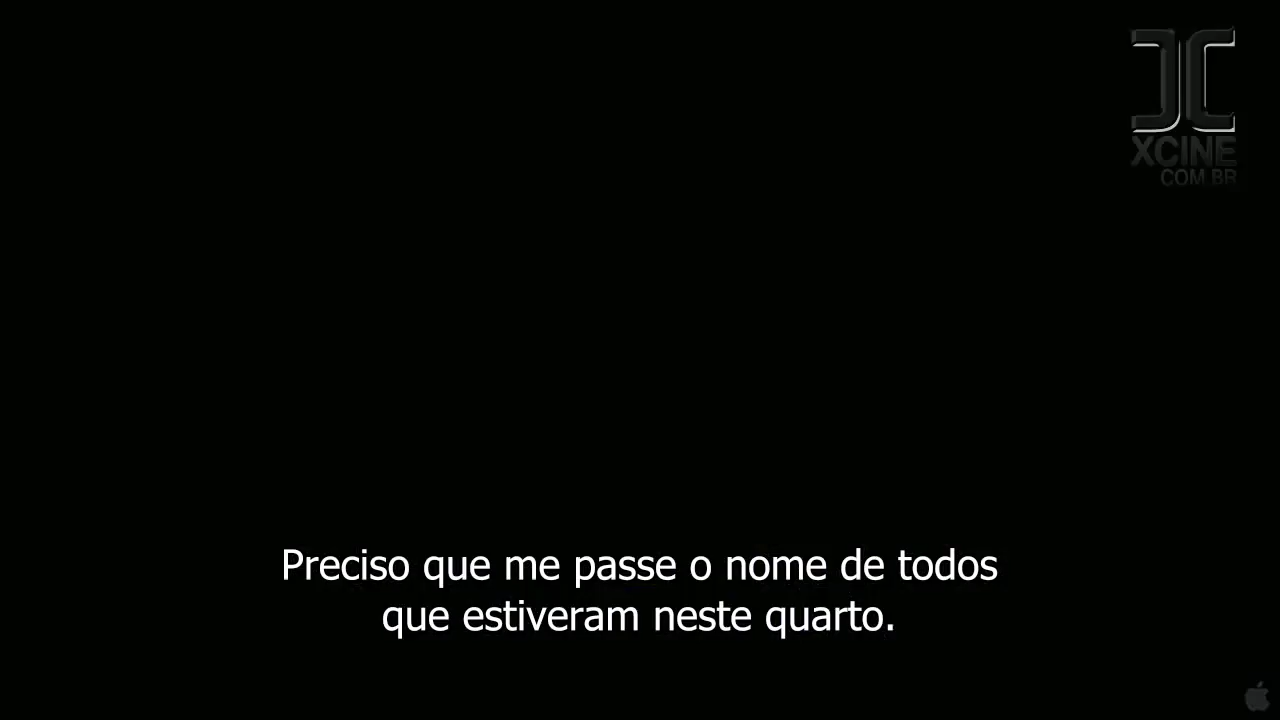 XCINE
COM BR
Preciso que me passe o nome de todos
que estiveram neste quarto.